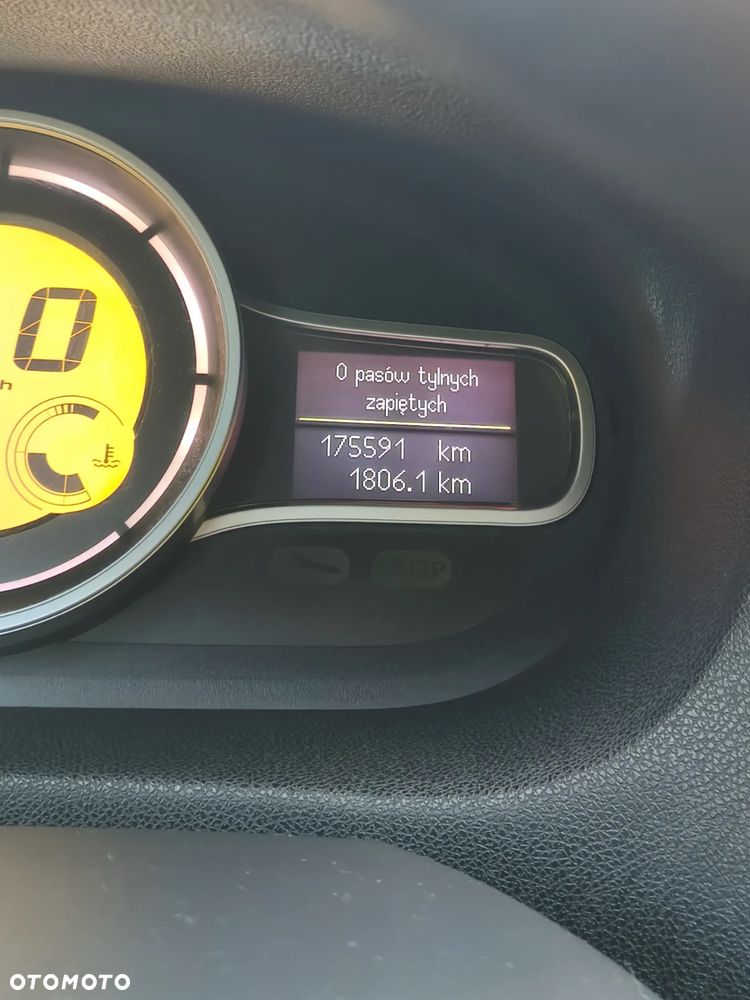 0
h
0 pasów tylnych
zapiętych
175591 km
1806.1 km
STOP
OTOMOTO